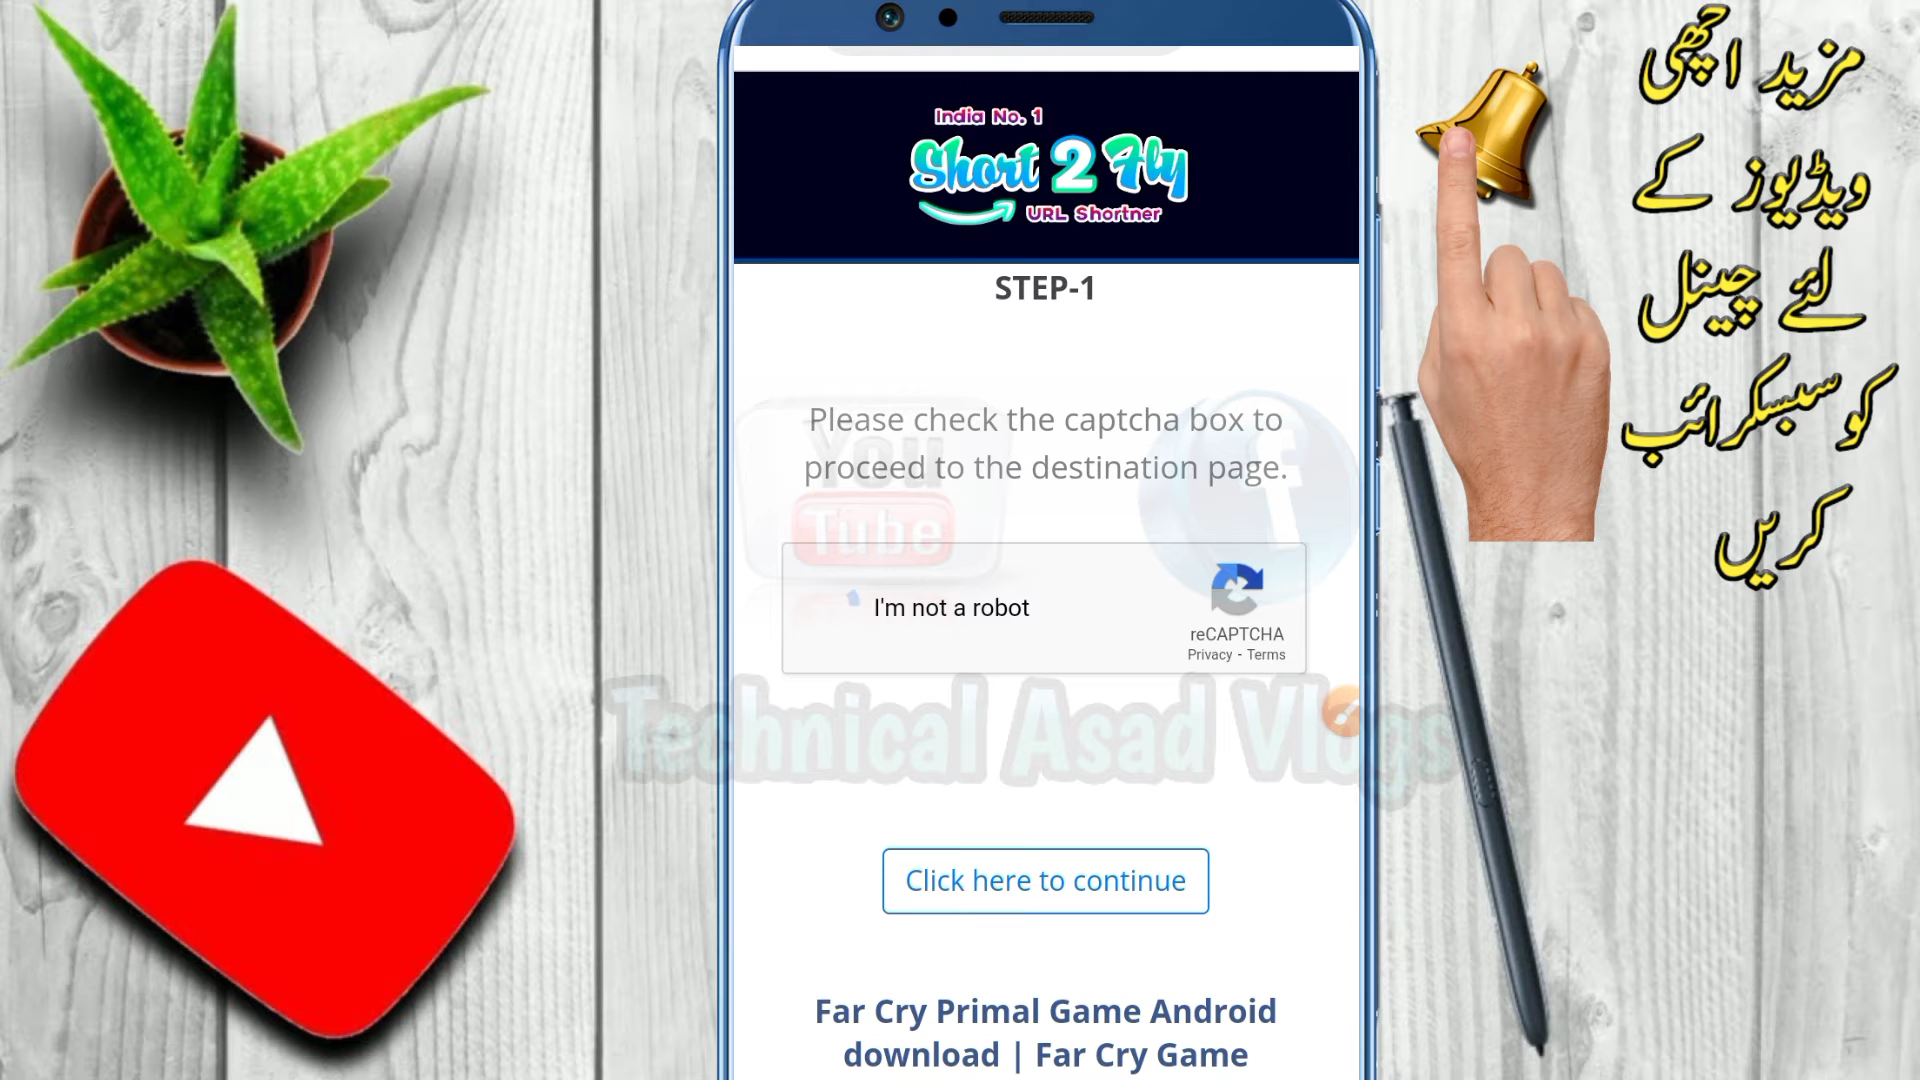 India No. 1
Short 2 Fly
URL Shortner
STEP-1
Please check the captcha box to
proceed to the destination page.
You
Tube
f
I'm not a robot
reCAPTCHA
Privacy - Terms
Technical Asad Vlogs
Click here to continue
Far Cry Primal Game Android
download | Far Cry Game
مزید اچھی
ویڈیوز کے
لئے چینل
کو سبسکرائب
کریں